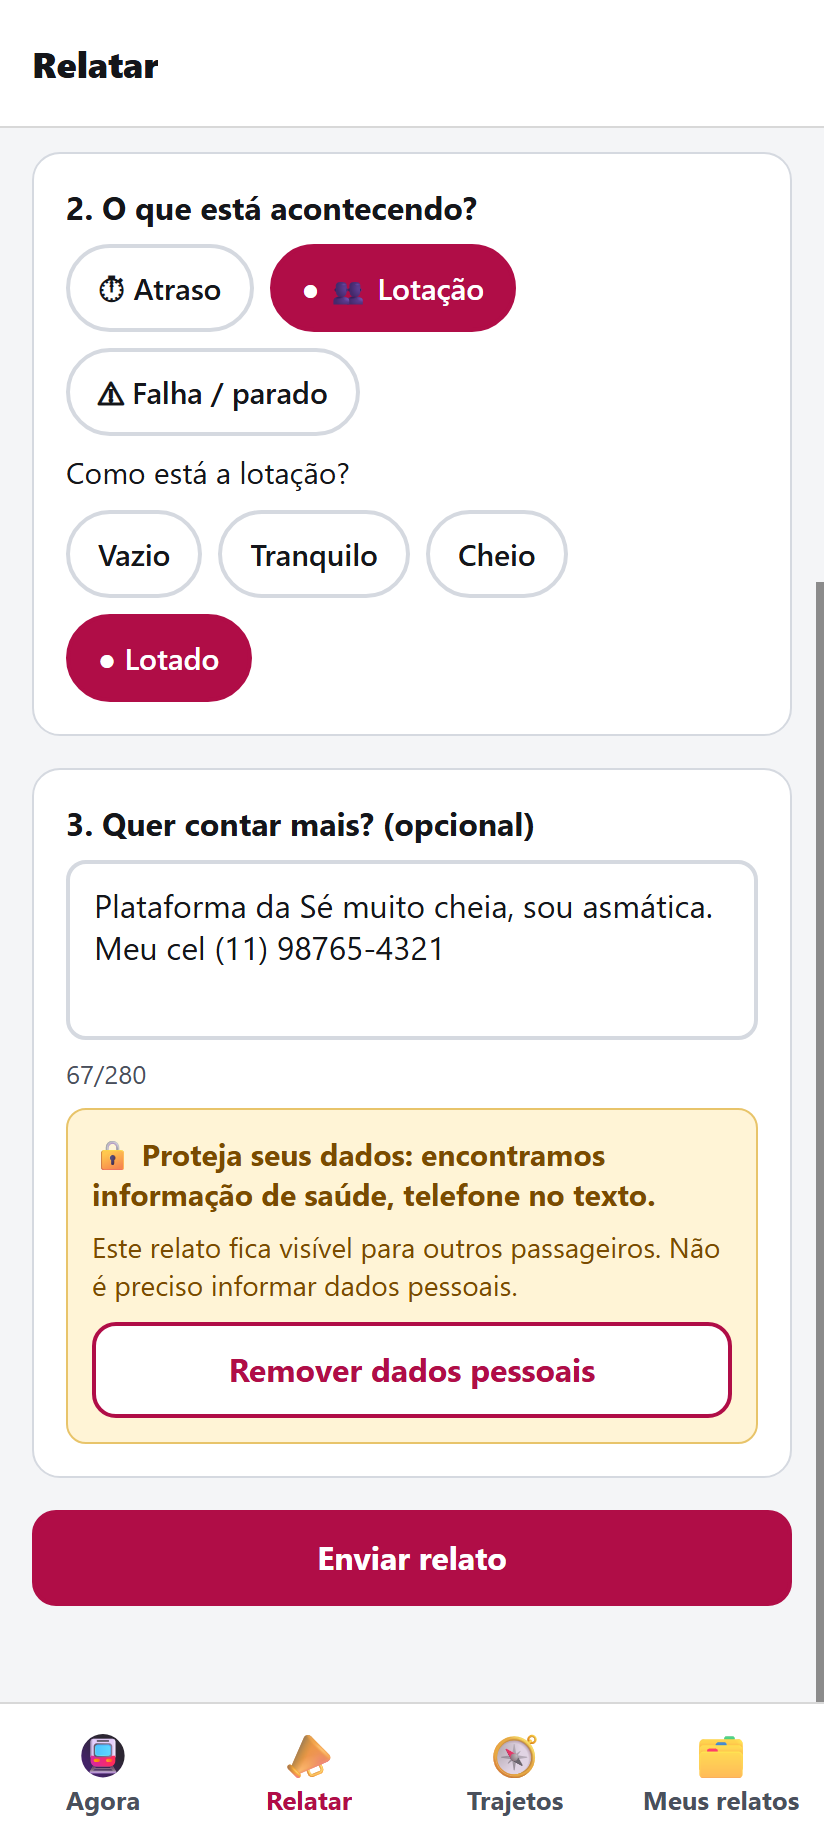 Relatar
2. O que está acontecendo?
⏱ Atraso
● 👥 Lotação
⚠ Falha / parado
Como está a lotação?
Vazio
Tranquilo
Cheio
● Lotado
3. Quer contar mais? (opcional)
Plataforma da Sé muito cheia, sou asmática.
Meu cel (11) 98765-4321
67/280
🔒 Proteja seus dados: encontramos
informação de saúde, telefone no texto.
Este relato fica visível para outros passageiros. Não
é preciso informar dados pessoais.
Remover dados pessoais
Enviar relato
Agora
Relatar
Trajetos
Meus relatos